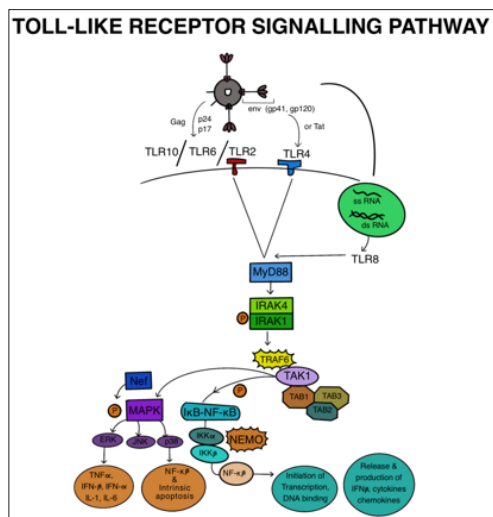 TOLL-LIKE RECEPTOR SIGNALLING PATHWAY
env (gp41, gp120)
Gag
p24
p17
or Tat
TLR10/TLR6/TLR2
TLR4
ss RNA
ds RNA
TLR8
MyD88
IRAK4
P
IRAK1
TRAF6
TAK1
TAB1
TAB3
TAB2
Nef
P
P
MAPK
IκB-NF-κB
ERK
JNK
p38
IKKα
NEMO
IKKβ
NF-κβ
TNFα,
IFN-β, IFN-α
IL-1, IL-6
NF-κβ
&
Intrinsic
apoptosis
Initiation of
Transcription,
DNA binding
Release &
production of
IFNβ, cytokines
chemokines